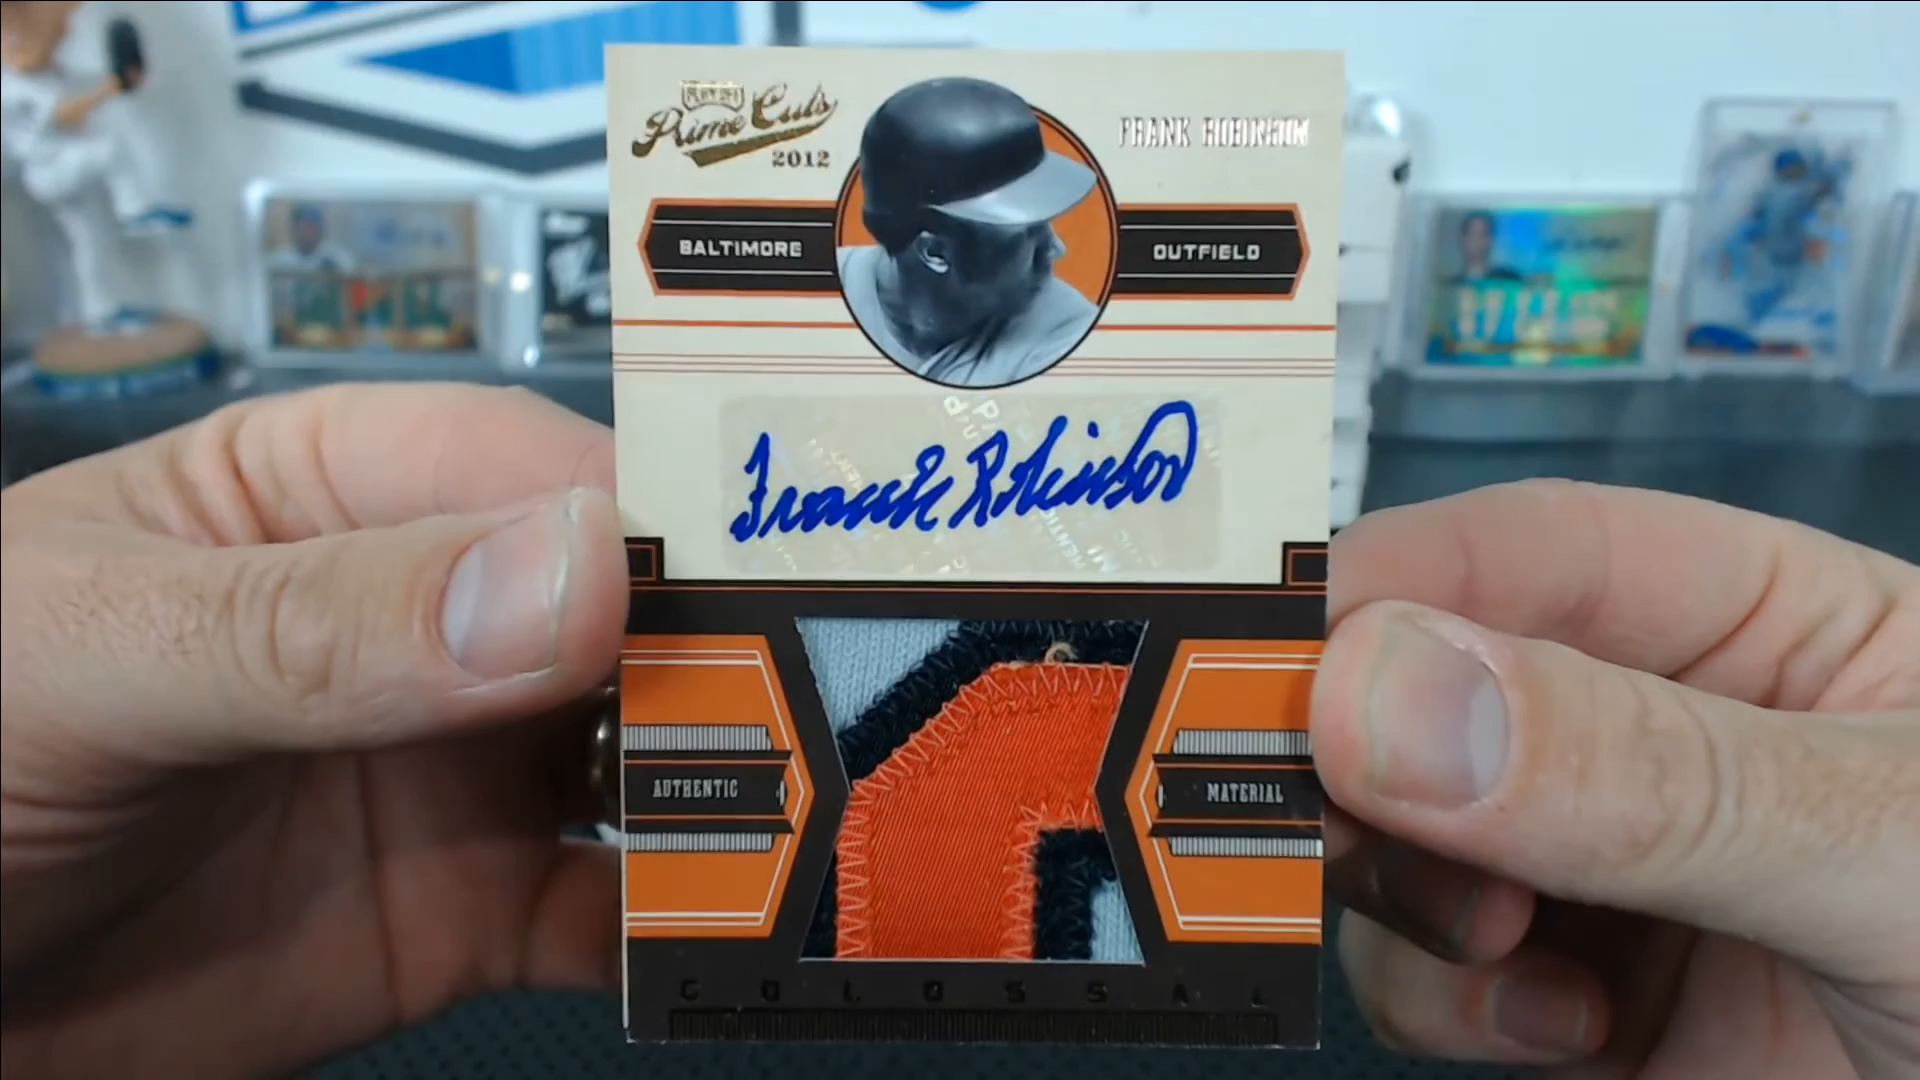 PLAYOFF
Prime Cuts
2012
FRANK ROBINSON
BALTIMORE
OUTFIELD
Frank Robinson
AUTHENTIC
MATERIAL
COLOSSAL